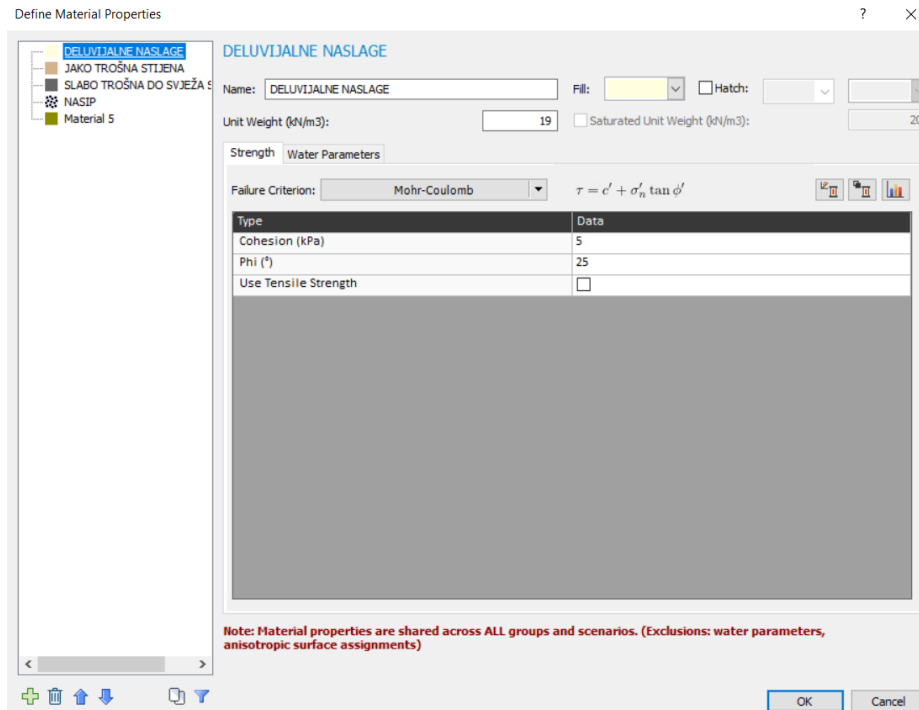 Define Material Properties
?
DELUVIJALNE NASLAGE
JAKO TROŠNA STIJENA
SLABO TROŠNA DO SVJEŽA S
NASIP
Material 5
DELUVIJALNE NASLAGE
Name: DELUVIJALNE NASLAGE Fill: Hatch:
Unit Weight (kN/m3): 19 Saturated Unit Weight (kN/m3): 20
Strength Water Parameters
Failure Criterion: Mohr-Coulomb τ = c′ + σ′n tan ϕ′
Type Data
Cohesion (kPa) 5
Phi (°) 25
Use Tensile Strength
Note: Material properties are shared across ALL groups and scenarios. (Exclusions: water parameters,
anisotropic surface assignments)
OK Cancel